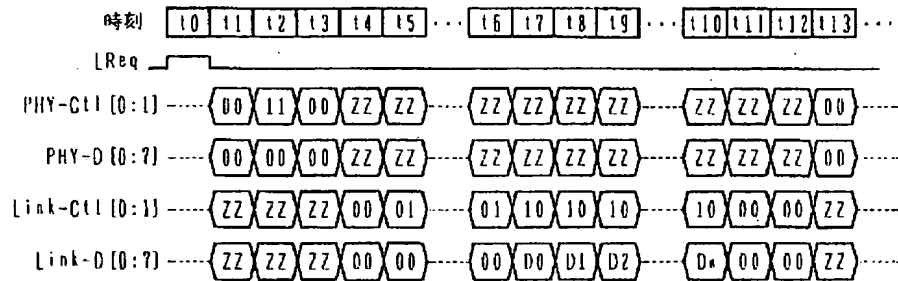 時刻 t0 t1 t2 t3 t4 t5 ··· t6 t7 t8 t9 ··· t10 t11 t12 t13 ···
LReq
PHY-Ctl [0:1] 00 11 00 ZZ ZZ ZZ ZZ ZZ ZZ ZZ ZZ ZZ 00
PHY-D [0:7] 00 00 00 ZZ ZZ ZZ ZZ ZZ ZZ ZZ ZZ ZZ 00
Link-Ctl [0:1] ZZ ZZ ZZ 00 01 01 10 10 10 10 00 00 ZZ
Link-D [0:7] ZZ ZZ ZZ 00 00 00 D0 D1 D2 Dn 00 00 ZZ